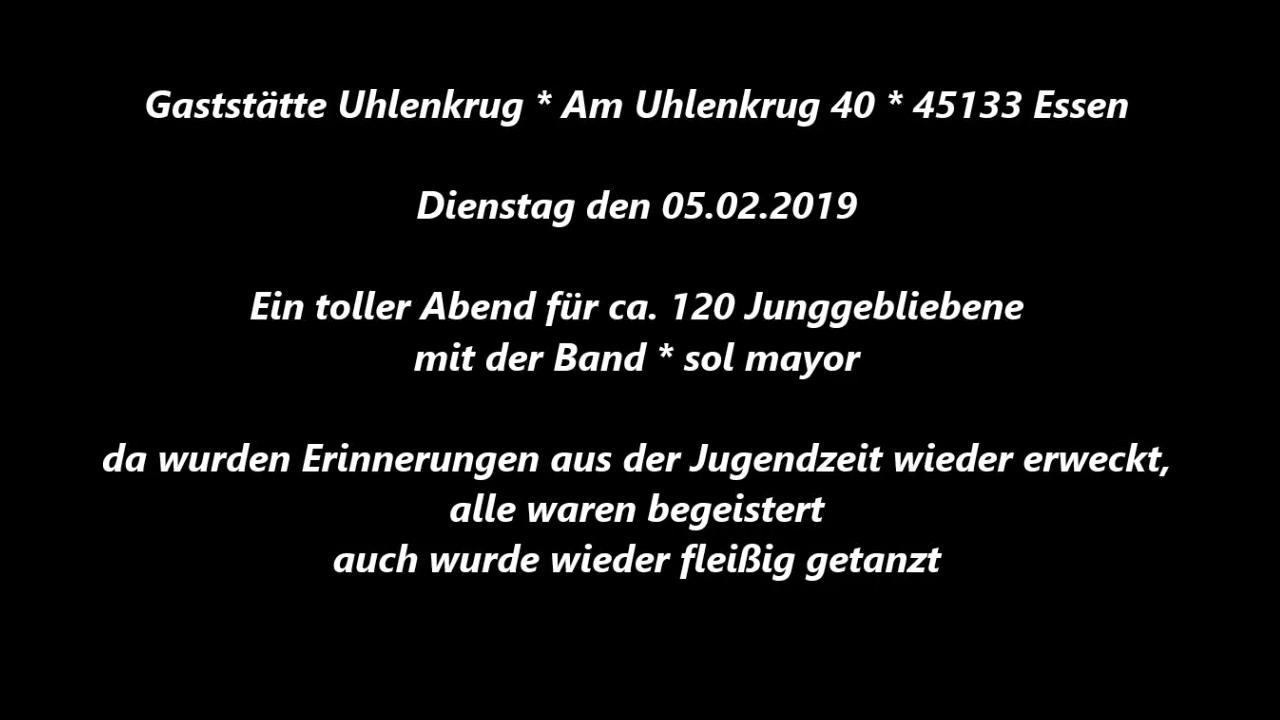 Gaststätte Uhlenkrug * Am Uhlenkrug 40 * 45133 Essen
Dienstag den 05.02.2019
Ein toller Abend für ca. 120 Junggebliebene
mit der Band * sol mayor
da wurden Erinnerungen aus der Jugendzeit wieder erweckt,
alle waren begeistert
auch wurde wieder fleißig getanzt